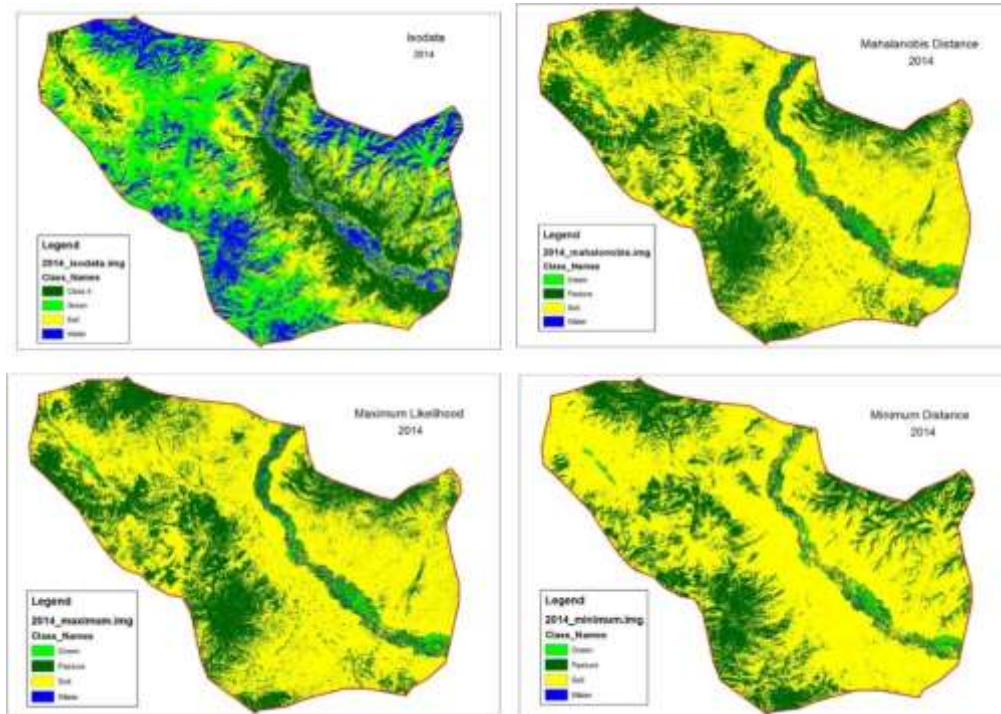 Isodata
2014
Legend
2014_isodata.img
Class_Names
Class 4
Green
Soil
Water
Mahalanobis Distance
2014
Legend
2014_mahalonobis.img
Class_Names
Green
Pasture
Soil
Water
Maximum Likelihood
2014
Legend
2014_maximum.img
Class_Names
Green
Pasture
Soil
Water
Minimum Distance
2014
Legend
2014_minimum.img
Class_Names
Green
Pasture
Soil
Water